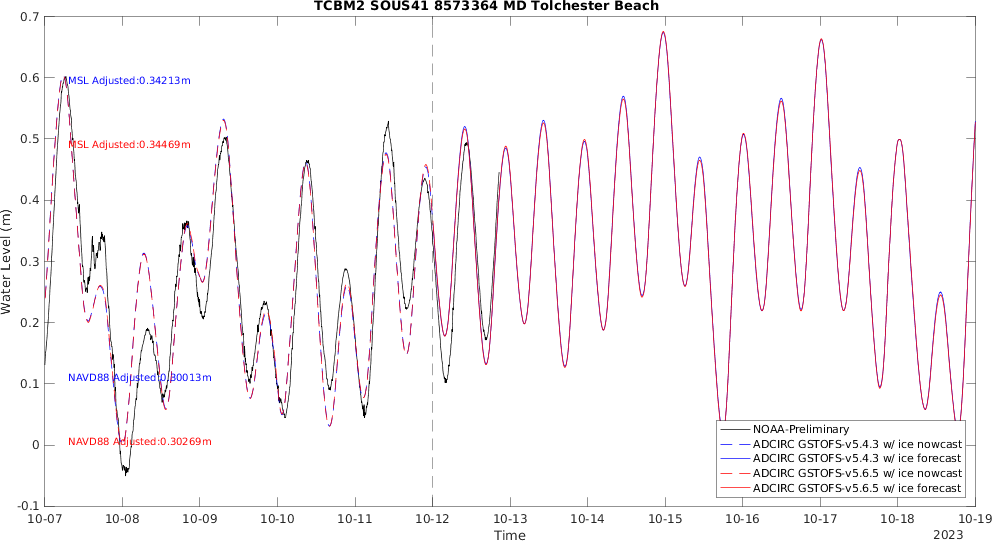 TCBM2 SOUS41 8573364 MD Tolchester Beach
Water Level (m)
0.7
0.6
0.5
0.4
0.3
0.2
0.1
0
-0.1
MSL Adjusted:0.34213m
MSL Adjusted:0.34469m
NAVD88 Adjusted:0.30013m
NAVD88 Adjusted:0.30269m
NOAA-Preliminary
ADCIRC GSTOFS-v5.4.3 w/ ice nowcast
ADCIRC GSTOFS-v5.4.3 w/ ice forecast
ADCIRC GSTOFS-v5.6.5 w/ ice nowcast
ADCIRC GSTOFS-v5.6.5 w/ ice forecast
10-07 10-08 10-09 10-10 10-11 10-12 10-13 10-14 10-15 10-16 10-17 10-18 10-19
Time
2023